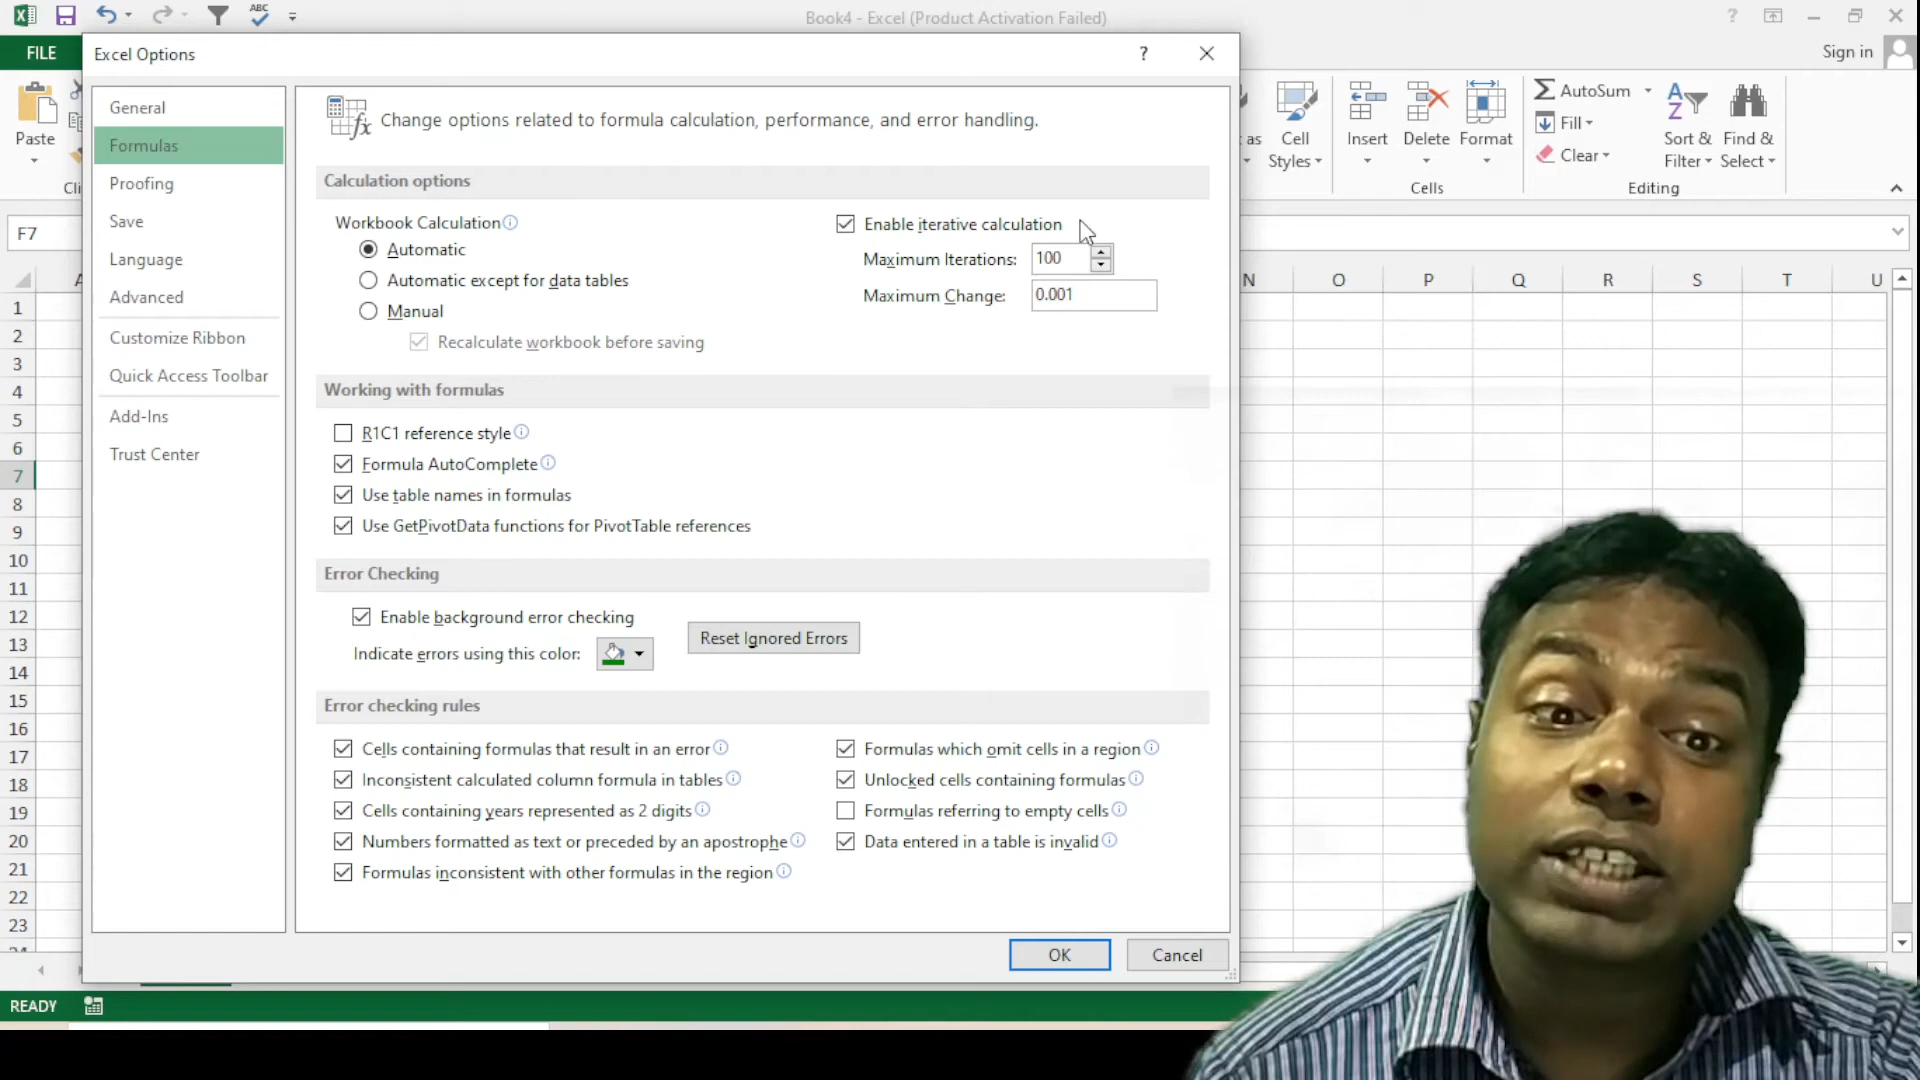 ABC
Book4 - Excel (Product Activation Failed)
?
FILE
Sign in
Excel Options
?
Paste
as
Cell
Styles
Insert
Delete
Format
AutoSum
Fill
Clear
Sort &
Filter
Find &
Select
Cells
Editing
F7
General
Formulas
Proofing
Save
Language
Advanced
Customize Ribbon
Quick Access Toolbar
Add-Ins
Trust Center
Change options related to formula calculation, performance, and error handling.
Calculation options
Workbook Calculation
Automatic
Automatic except for data tables
Manual
Recalculate workbook before saving
Enable iterative calculation
Maximum Iterations: 100
Maximum Change: 0.001
Working with formulas
R1C1 reference style
Formula AutoComplete
Use table names in formulas
Use GetPivotData functions for PivotTable references
Error Checking
Enable background error checking
Indicate errors using this color:
Reset Ignored Errors
Error checking rules
Cells containing formulas that result in an error
Inconsistent calculated column formula in tables
Cells containing years represented as 2 digits
Numbers formatted as text or preceded by an apostrophe
Formulas inconsistent with other formulas in the region
Formulas which omit cells in a region
Unlocked cells containing formulas
Formulas referring to empty cells
Data entered in a table is invalid
OK
Cancel
N O P Q R S T U
1
2
3
4
5
6
7
8
9
10
11
12
13
14
15
16
17
18
19
20
21
22
23
READY